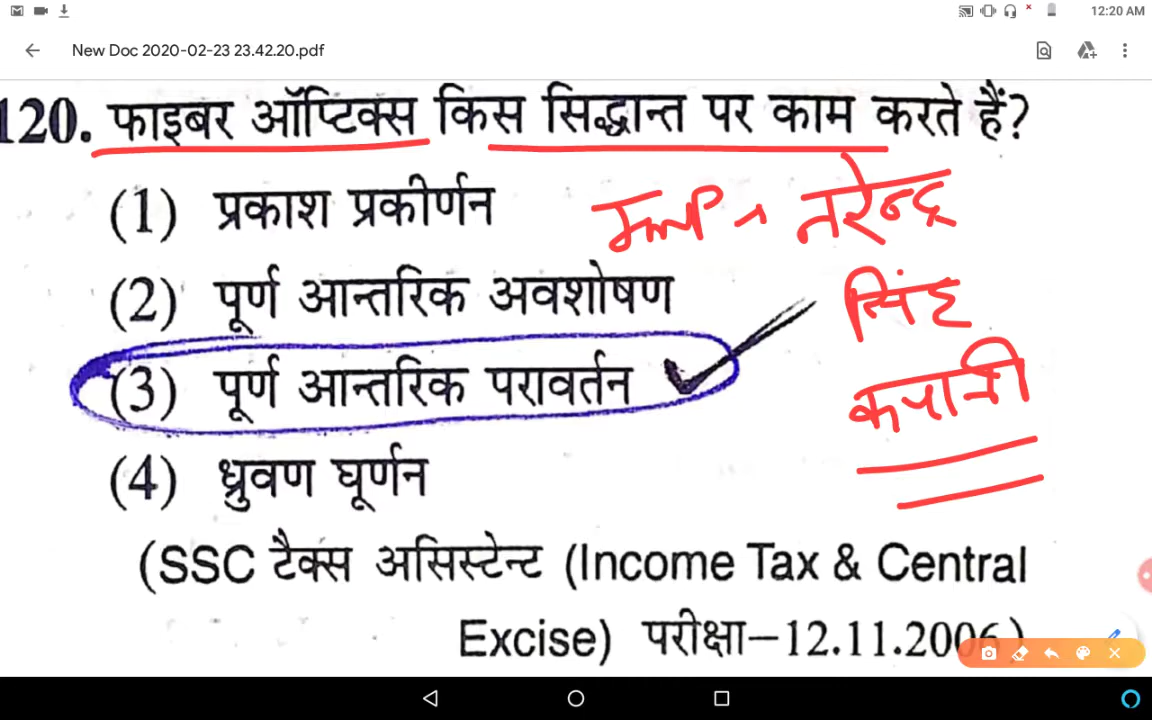 12:20 AM
New Doc 2020-02-23 23.42.20.pdf
120. फाइबर ऑप्टिक्स किस सिद्धान्त पर काम करते हैं?
(1) प्रकाश प्रकीर्णन
(2) पूर्ण आन्तरिक अवशोषण
(3) पूर्ण आन्तरिक परावर्तन
(4) ध्रुवण घूर्णन
नरेन्द्र
सिंह
कपानी
(SSC टैक्स असिस्टेन्ट (Income Tax & Central
Excise) परीक्षा–12.11.2006)